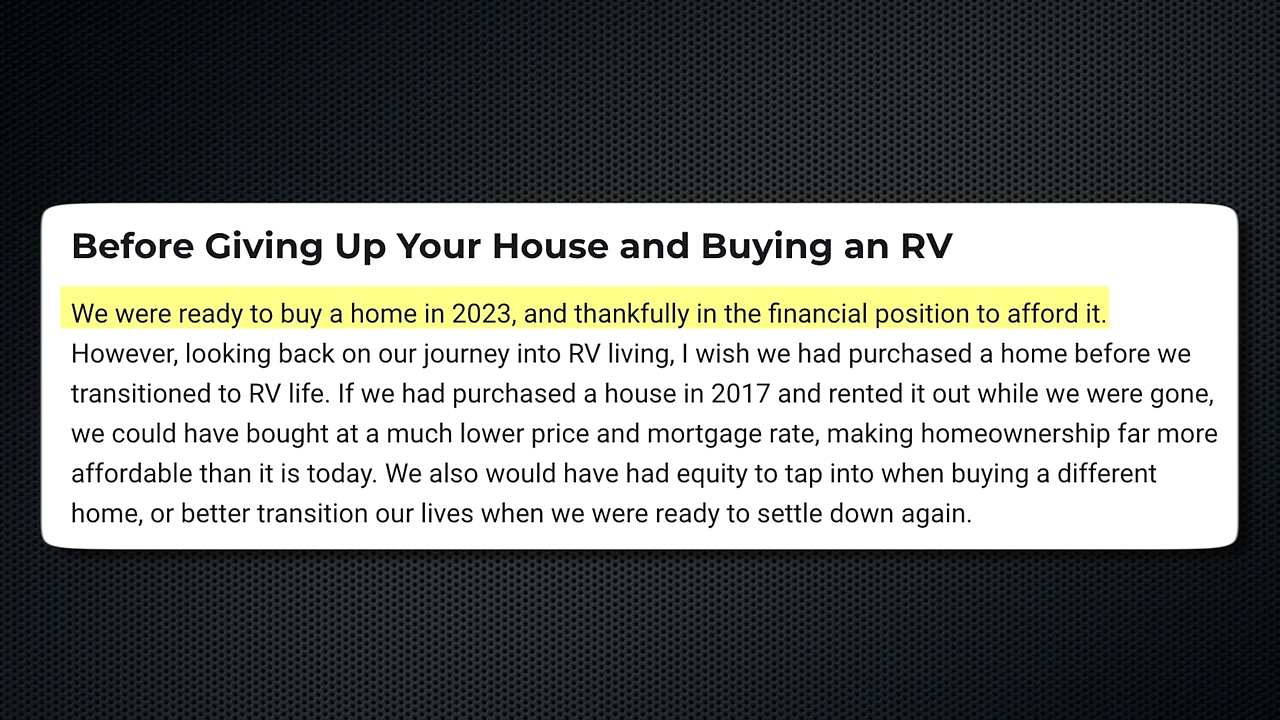 Before Giving Up Your House and Buying an RV
We were ready to buy a home in 2023, and thankfully in the financial position to afford it.
However, looking back on our journey into RV living, I wish we had purchased a home before we
transitioned to RV life. If we had purchased a house in 2017 and rented it out while we were gone,
we could have bought at a much lower price and mortgage rate, making homeownership far more
affordable than it is today. We also would have had equity to tap into when buying a different
home, or better transition our lives when we were ready to settle down again.